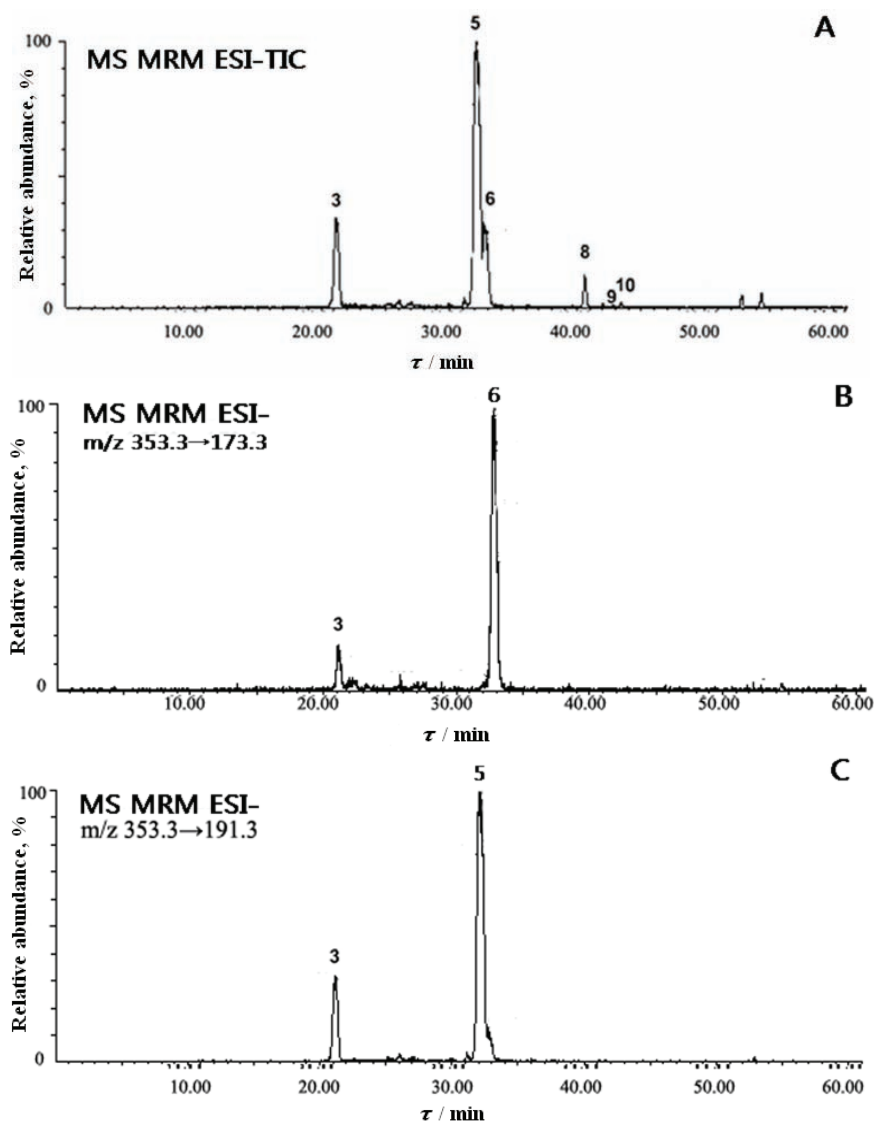 A
MS MRM ESI-TIC
Relative abundance, %
100
0
3
5
6
8
9
10
10.00 20.00 30.00 40.00 50.00 60.00
τ / min
B
MS MRM ESI-
m/z 353.3→173.3
Relative abundance, %
100
0
3
6
10.00 20.00 30.00 40.00 50.00 60.00
τ / min
C
MS MRM ESI-
m/z 353.3→191.3
Relative abundance, %
100
0
3
5
10.00 20.00 30.00 40.00 50.00 60.00
τ / min